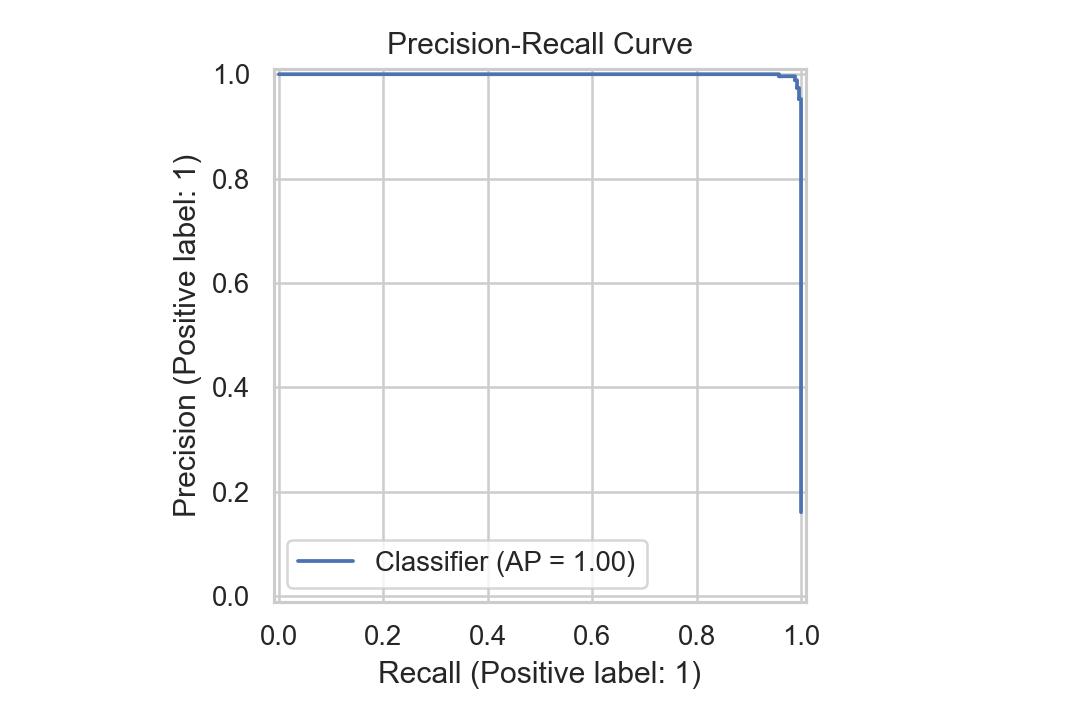 Precision-Recall Curve
1.0
0.8
0.6
0.4
0.2
0.0
Precision (Positive label: 1)
Classifier (AP = 1.00)
0.0 0.2 0.4 0.6 0.8 1.0
Recall (Positive label: 1)